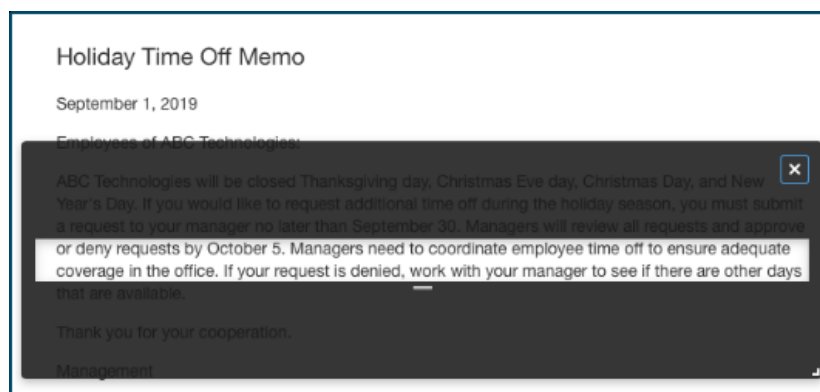 Holiday Time Off Memo
September 1, 2019
Employees of ABC Technologies:
ABC Technologies will be closed Thanksgiving day, Christmas Eve day, Christmas Day, and New
Year's Day. If you would like to request additional time off during the holiday season, you must submit
a request to your manager no later than September 30. Managers will review all requests and approve
or deny requests by October 5. Managers need to coordinate employee time off to ensure adequate
coverage in the office. If your request is denied, work with your manager to see if there are other days
that are available.
Thank you for your cooperation.
Management